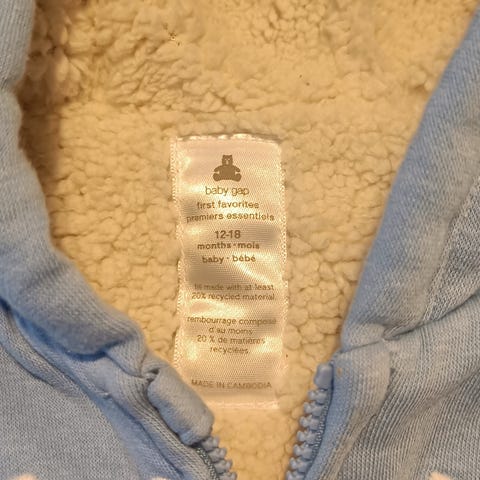 baby gap
first favorites
premiers essentiels
12-18
months • mois
baby • bébé
fill made with at least
20% recycled material.
rembourrage composé
d au moins
20 % de matières
recyclées.
MADE IN CAMBODIA